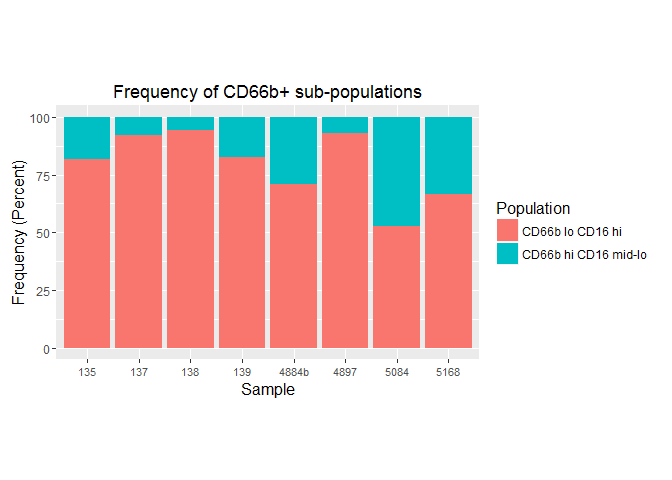 Frequency of CD66b+ sub-populations
Frequency (Percent)
100
75
50
25
0
135 137 138 139 4884b 4897 5084 5168
Sample
Population
CD66b lo CD16 hi
CD66b hi CD16 mid-lo